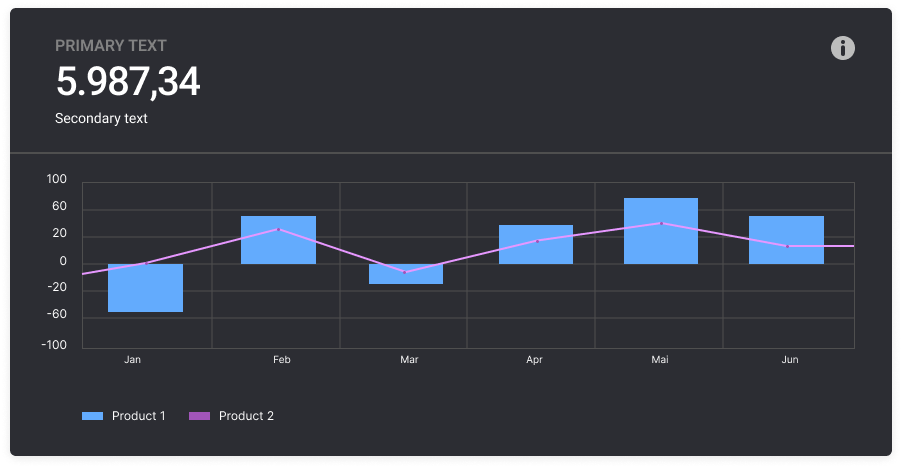 PRIMARY TEXT
5.987,34
Secondary text
100
60
20
0
-20
-60
-100
Jan Feb Mar Apr Mai Jun
Product 1 Product 2